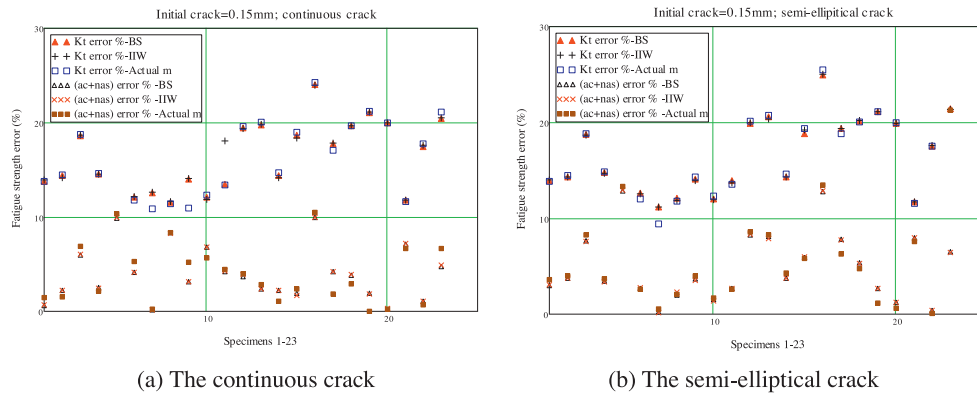 Initial crack=0.15mm; continuous crack
30
20
10
0
Fatigue strength error (%)
Kt error %-BS
Kt error %-IIW
Kt error %-Actual m
(ac+nas) error % -BS
(ac+nas) error % -IIW
(ac+nas) error % -Actual m
10
20
Specimens 1-23
(a) The continuous crack
Initial crack=0.15mm; semi-elliptical crack
30
20
10
0
Fatigue strength error (%)
Kt error %-BS
Kt error %-IIW
Kt error %-Actual m
(ac+nas) error % -BS
(ac+nas) error % -IIW
(ac+nas) error % -Actual m
10
20
Specimens 1-23
(b) The semi-elliptical crack